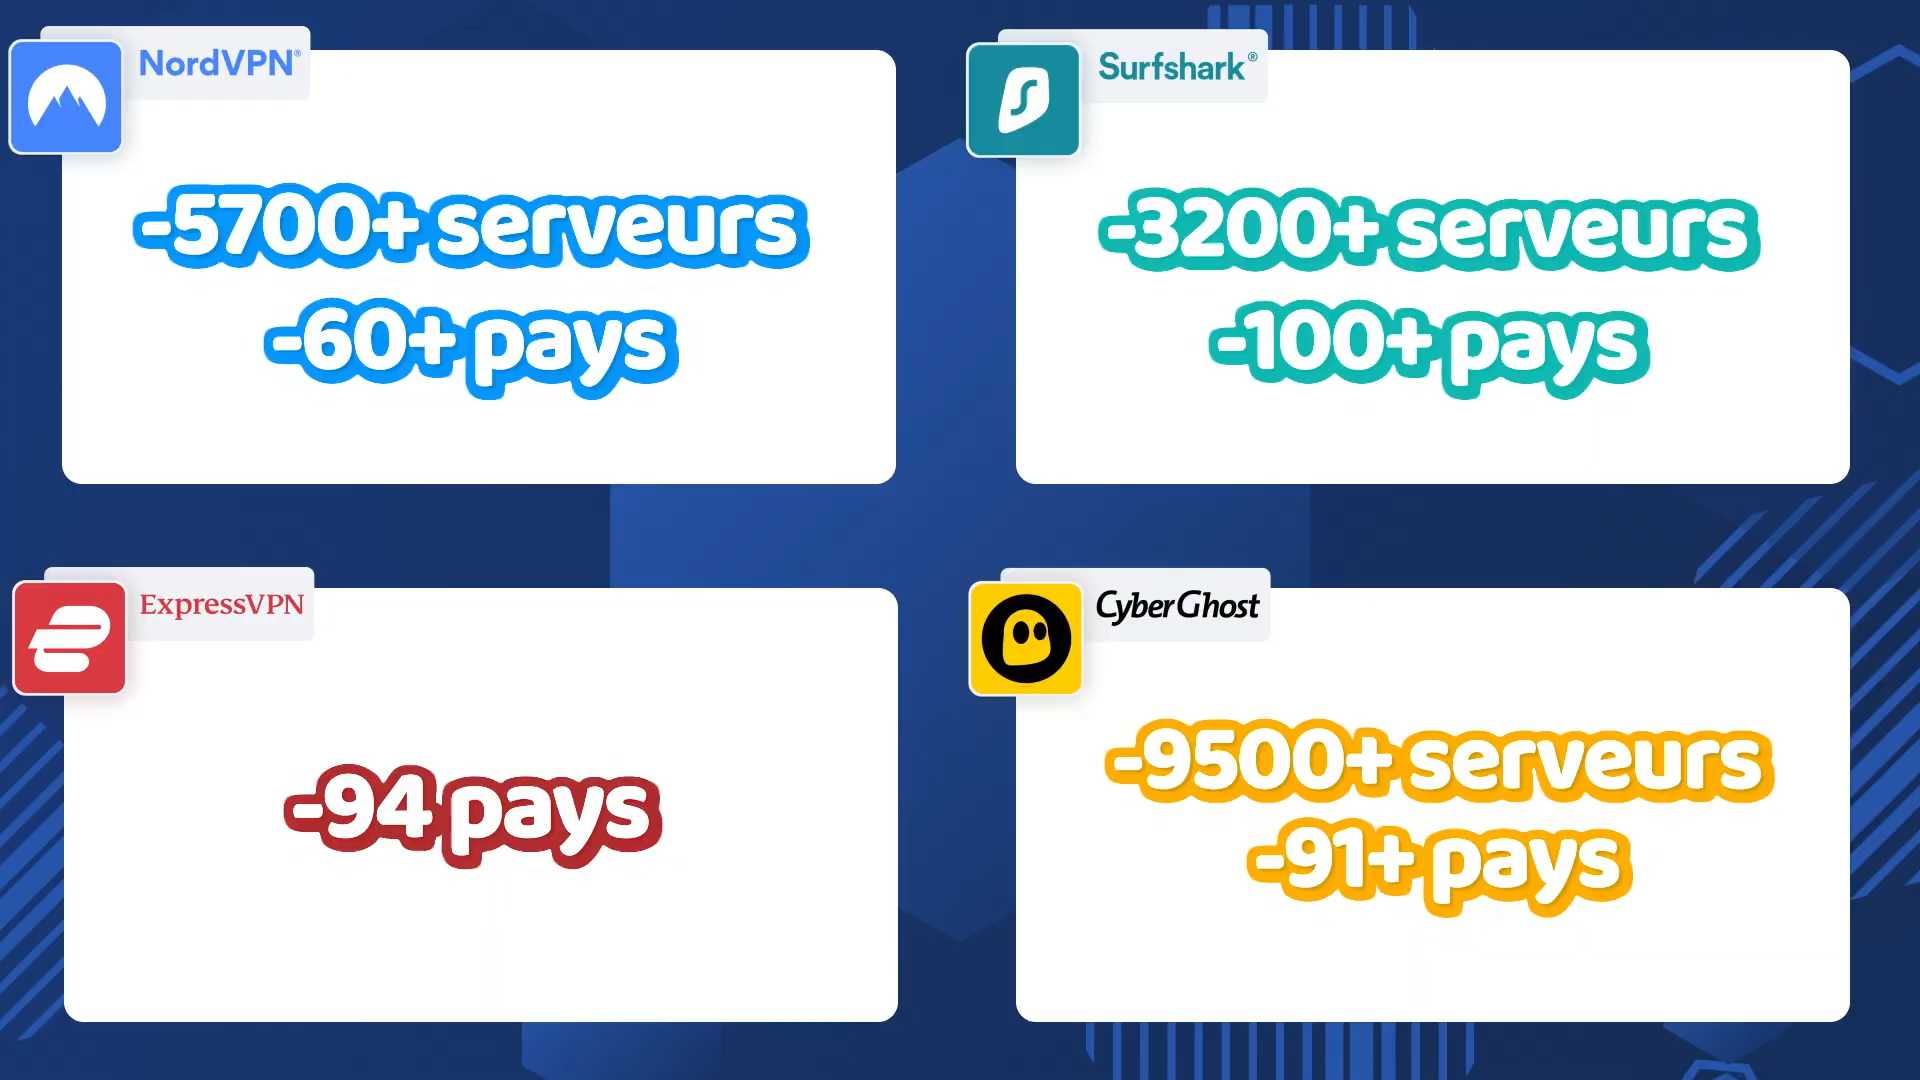 NordVPN®
-5700+ serveurs
-60+ pays
Surfshark®
-3200+ serveurs
-100+ pays
ExpressVPN
-94 pays
CyberGhost
-9500+ serveurs
-91+ pays